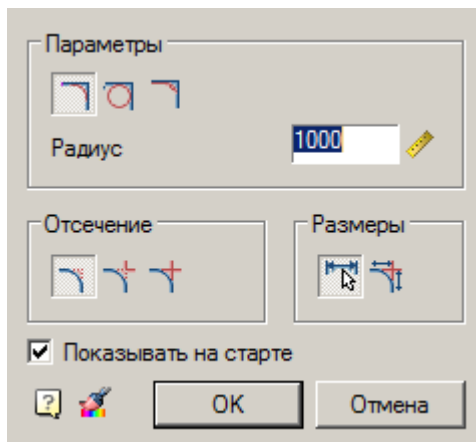 Параметры
Радиус
1000
Отсечение
Размеры
Показывать на старте
?
OK
Отмена